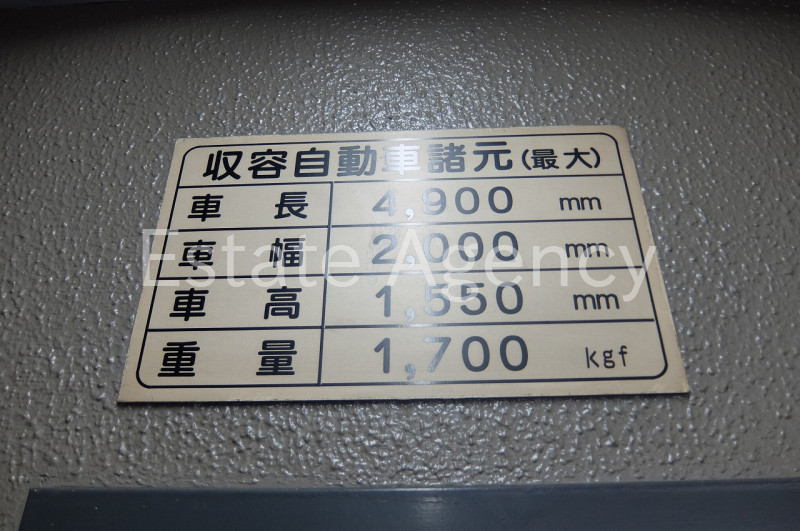 収容自動車諸元(最大)
車長 4,900 mm
車幅 2,000 mm
車高 1,550 mm
重量 1,700 kgf
Estate Agency